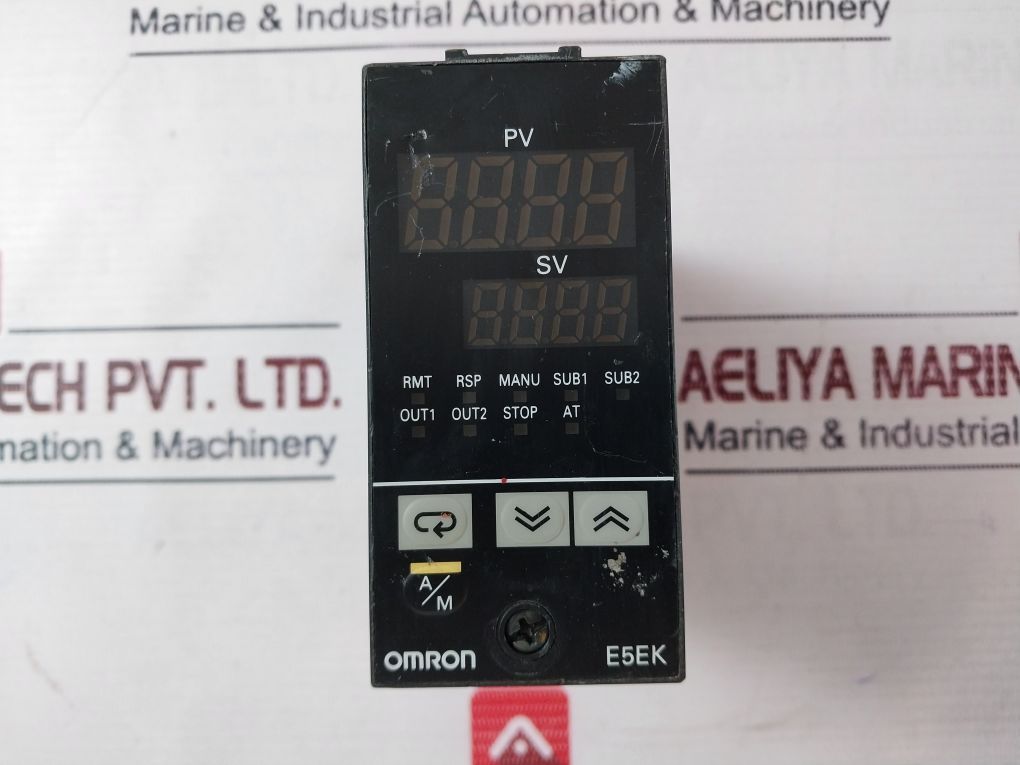 Marine & Industrial Automation & Machinery
PV
SV
RMT RSP MANU SUB1 SUB2
OUT1 OUT2 STOP AT
ECH PVT. LTD.
AELIYA MARIN
mation & Machinery
Marine & Industrial
A/M
OMRON
E5EK